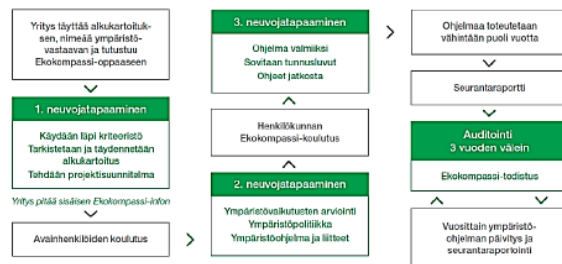 Yritys täyttää alkukartoituk-
sen, nimeää ympäristö-
vastaavan ja tutustuu
Ekokompassi-oppaaseen
1. neuvojatapaaminen
Käydään läpi kriteeristö
Tarkistetaan ja täydennetään
alkukartoitus
Tehdään projektisuunnitelma
Yritys pitää sisäisen Ekokompassi-infon
Avainhenkilöiden koulutus
2. neuvojatapaaminen
Ympäristövaikutusten arviointi
Ympäristöpolitiikka
Ympäristöohjelma ja liitteet
Henkilökunnan
Ekokompassi-koulutus
3. neuvojatapaaminen
Ohjelma valmiiksi
Sovitaan tunnusluvut
Ohjeet jatkosta
Ohjelmaa toteutetaan
vähintään puoli vuotta
Seurantaraportti
Auditointi
3 vuoden välein
Ekokompassi-todistus
Vuosittain ympäristö-
ohjelman päivitys ja
seurantaraportointi